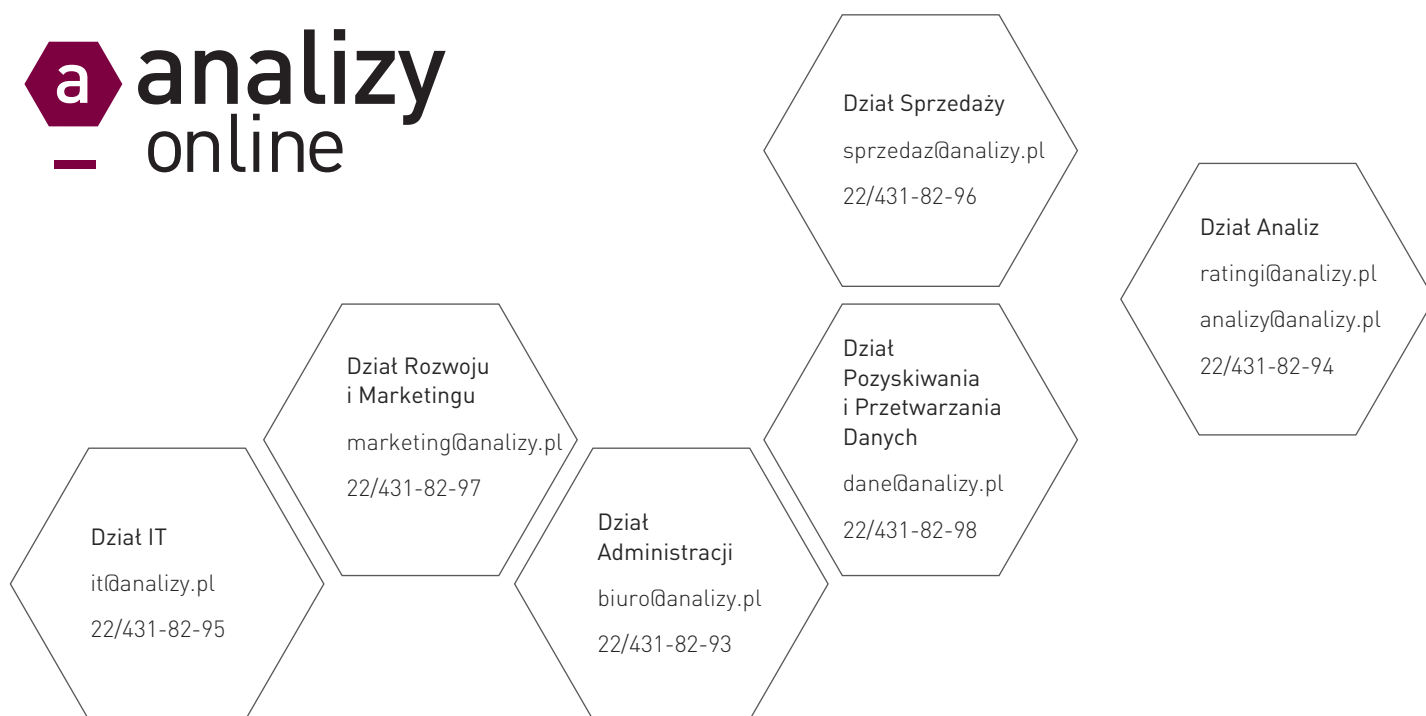 a analizy
online
Dział Sprzedaży
sprzedaz@analizy.pl
22/431-82-96
Dział Analiz
ratingi@analizy.pl
analizy@analizy.pl
22/431-82-94
Dział Rozwoju
i Marketingu
marketing@analizy.pl
22/431-82-97
Dział
Pozyskiwania
i Przetwarzania
Danych
dane@analizy.pl
22/431-82-98
Dział IT
it@analizy.pl
22/431-82-95
Dział
Administracji
biuro@analizy.pl
22/431-82-93